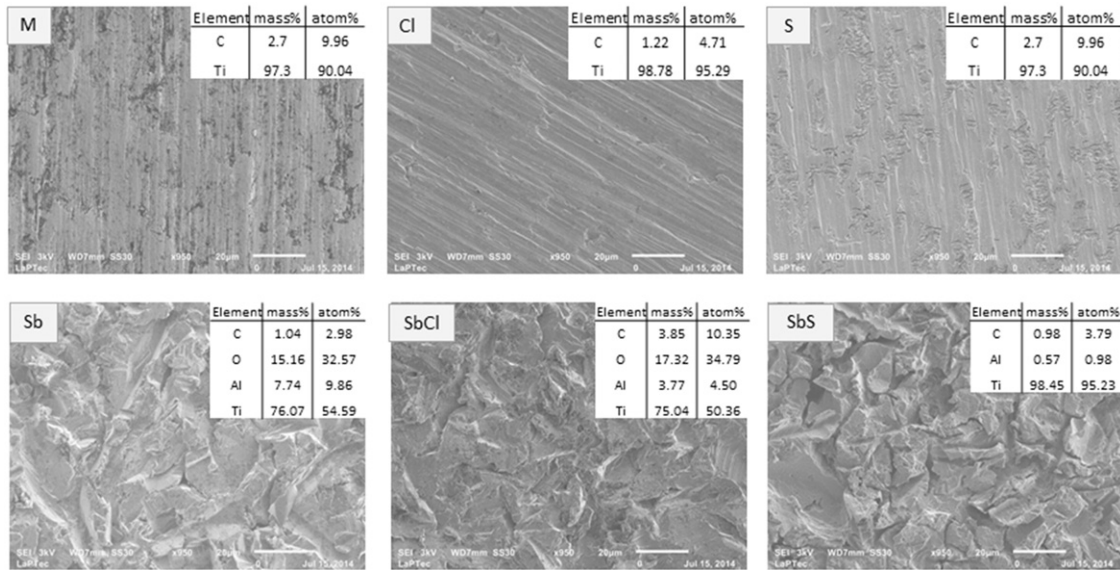 M
Element mass% atom%
C 2.7 9.96
Ti 97.3 90.04
SEI 3kV WD7mm SS30 x950 20µm
LaPTec 0 Jul 15, 2014
Cl
Element mass% atom%
C 1.22 4.71
Ti 98.78 95.29
SEI 3kV WD7mm SS30 x950 20µm
LaPTec 0 Jul 15, 2014
S
Element mass% atom%
C 2.7 9.96
Ti 97.3 90.04
SEI 3kV WD7mm SS30 x950 20µm
LaPTec 0 Jul 15, 2014
Sb
Element mass% atom%
C 1.04 2.98
O 15.16 32.57
Al 7.74 9.86
Ti 76.07 54.59
SEI 3kV WD7mm SS30 x950 20µm
LaPTec 0 Jul 15, 2014
SbCl
Element mass% atom%
C 3.85 10.35
O 17.32 34.79
Al 3.77 4.50
Ti 75.04 50.36
SEI 3kV WD7mm SS30 x950 20µm
LaPTec 0 Jul 15, 2014
SbS
Element mass% atom%
C 0.98 3.79
Al 0.57 0.98
Ti 98.45 95.23
SEI 3kV WD7mm SS30 x950 20µm
LaPTec 0 Jul 15, 2014